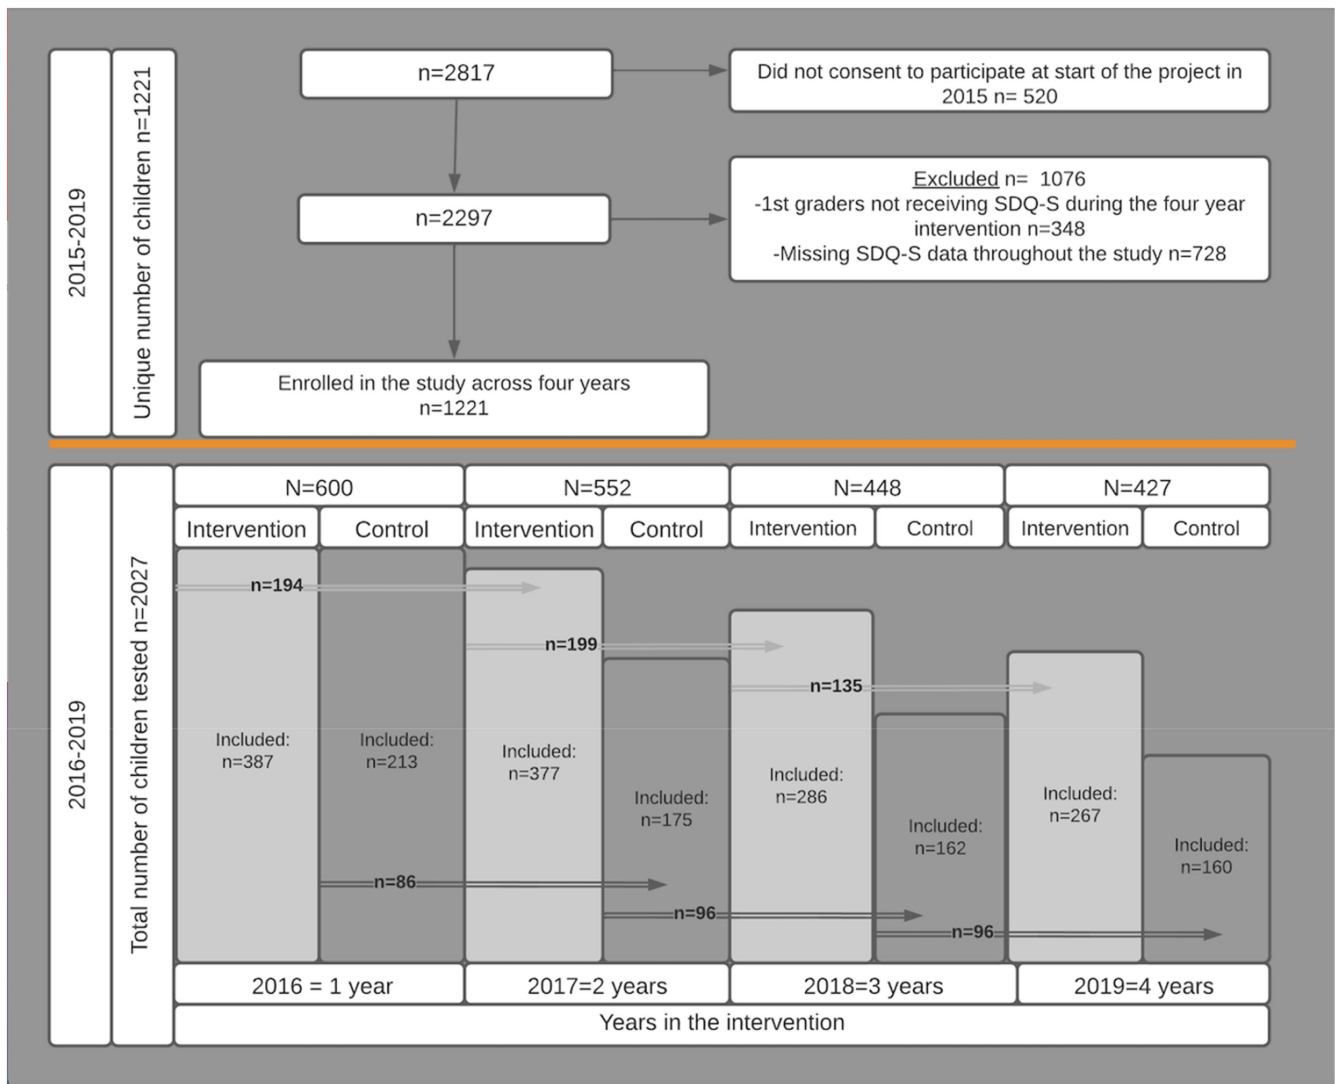 2015-2019
Unique number of children n=1221
n=2817
Did not consent to participate at start of the project in
2015 n= 520
n=2297
Excluded n=  1076
-1st graders not receiving SDQ-S during the four year
intervention n=348
-Missing SDQ-S data throughout the study n=728
Enrolled in the study across four years
n=1221
2016-2019
Total number of children tested n=2027
N=600
N=552
N=448
N=427
Intervention
Control
Intervention
Control
Intervention
Control
Intervention
Control
n=194
n=199
n=135
Included:
n=387
Included:
n=213
Included:
n=377
Included:
n=175
Included:
n=286
Included:
n=162
Included:
n=267
Included:
n=160
n=86
n=96
n=96
2016 = 1 year
2017=2 years
2018=3 years
2019=4 years
Years in the intervention